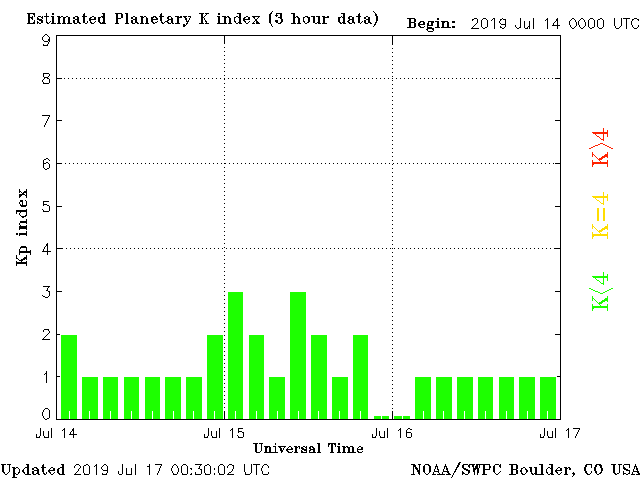 Estimated Planetary K index (3 hour data)
Begin: 2019 Jul 14 0000 UTC
9
8
7
6
5
4
3
2
1
0
Kp index
Jul 14
Jul 15
Jul 16
Jul 17
Universal Time
K>4
K=4
K<4
Updated 2019 Jul 17 00:30:02 UTC
NOAA/SWPC Boulder, CO USA